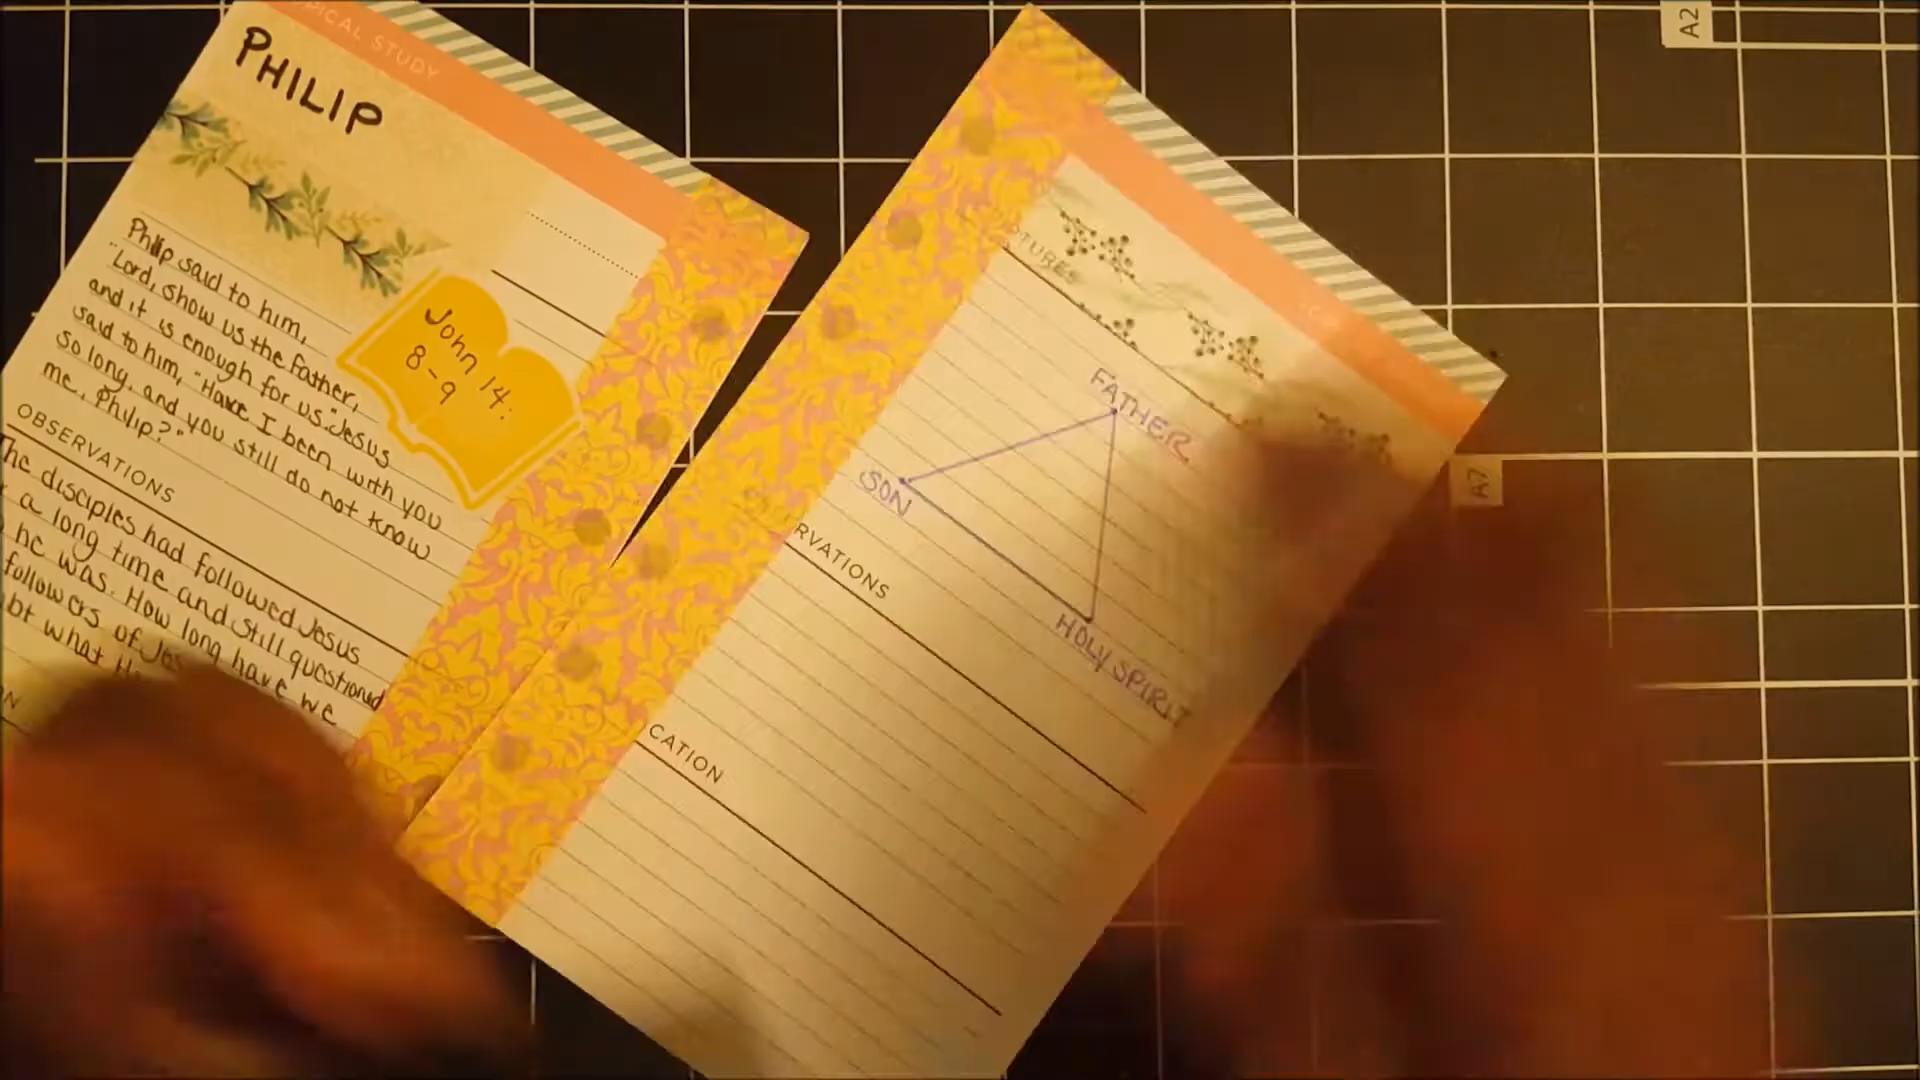 TOPICAL STUDY
PHILIP
Philip said to him,
"Lord, show us the Father,
and it is enough for us." Jesus
said to him, "Have I been with you
so long, and you still do not know
me, Philip?"
John 14:
8-9
OBSERVATIONS
The disciples had followed Jesus
a long time and still questioned
he was. How long have we
followers of
what
FATHER
SON
HOLY SPIRIT
RVATIONS
CATION
A2
A7